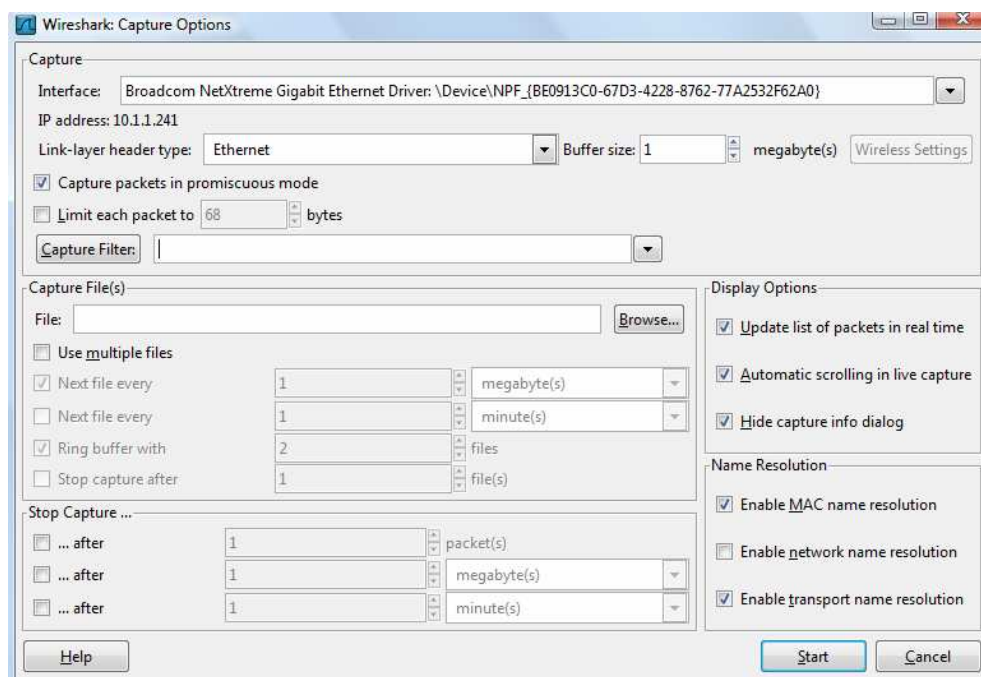 Wireshark: Capture Options
Capture
Interface: Broadcom NetXtreme Gigabit Ethernet Driver: \Device\NPF_{BE0913C0-67D3-4228-8762-77A2532F62A0}
IP address: 10.1.1.241
Link-layer header type: Ethernet Buffer size: 1 megabyte(s) Wireless Settings
Capture packets in promiscuous mode
Limit each packet to 68 bytes
Capture Filter:
Capture File(s)
File: Browse...
Use multiple files
Next file every 1 megabyte(s)
Next file every 1 minute(s)
Ring buffer with 2 files
Stop capture after 1 file(s)
Stop Capture ...
... after 1 packet(s)
... after 1 megabyte(s)
... after 1 minute(s)
Display Options
Update list of packets in real time
Automatic scrolling in live capture
Hide capture info dialog
Name Resolution
Enable MAC name resolution
Enable network name resolution
Enable transport name resolution
Help Start Cancel